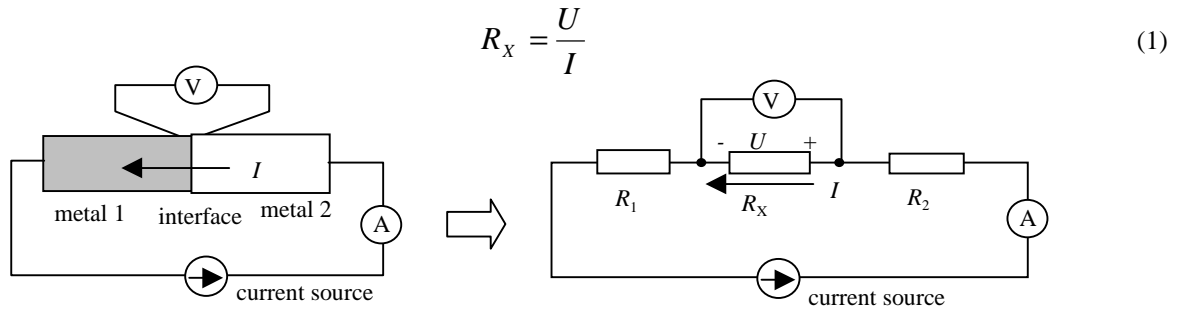 R_X = U / I (1)
V
I
metal 1 interface metal 2
A
current source
V
- U +
R_1 R_X I R_2
A
current source